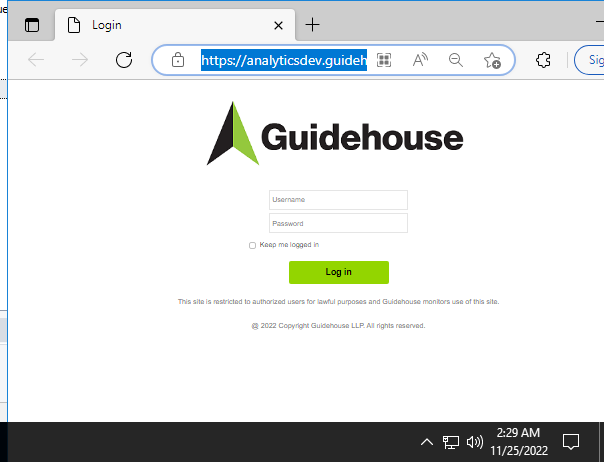 ue
Login
https://analyticsdev.guideh
Sig
Guidehouse
Username
Password
Keep me logged in
Log in
This site is restricted to authorized users for lawful purposes and Guidehouse monitors use of this site.
@ 2022 Copyright Guidehouse LLP. All rights reserved.
2:29 AM
11/25/2022